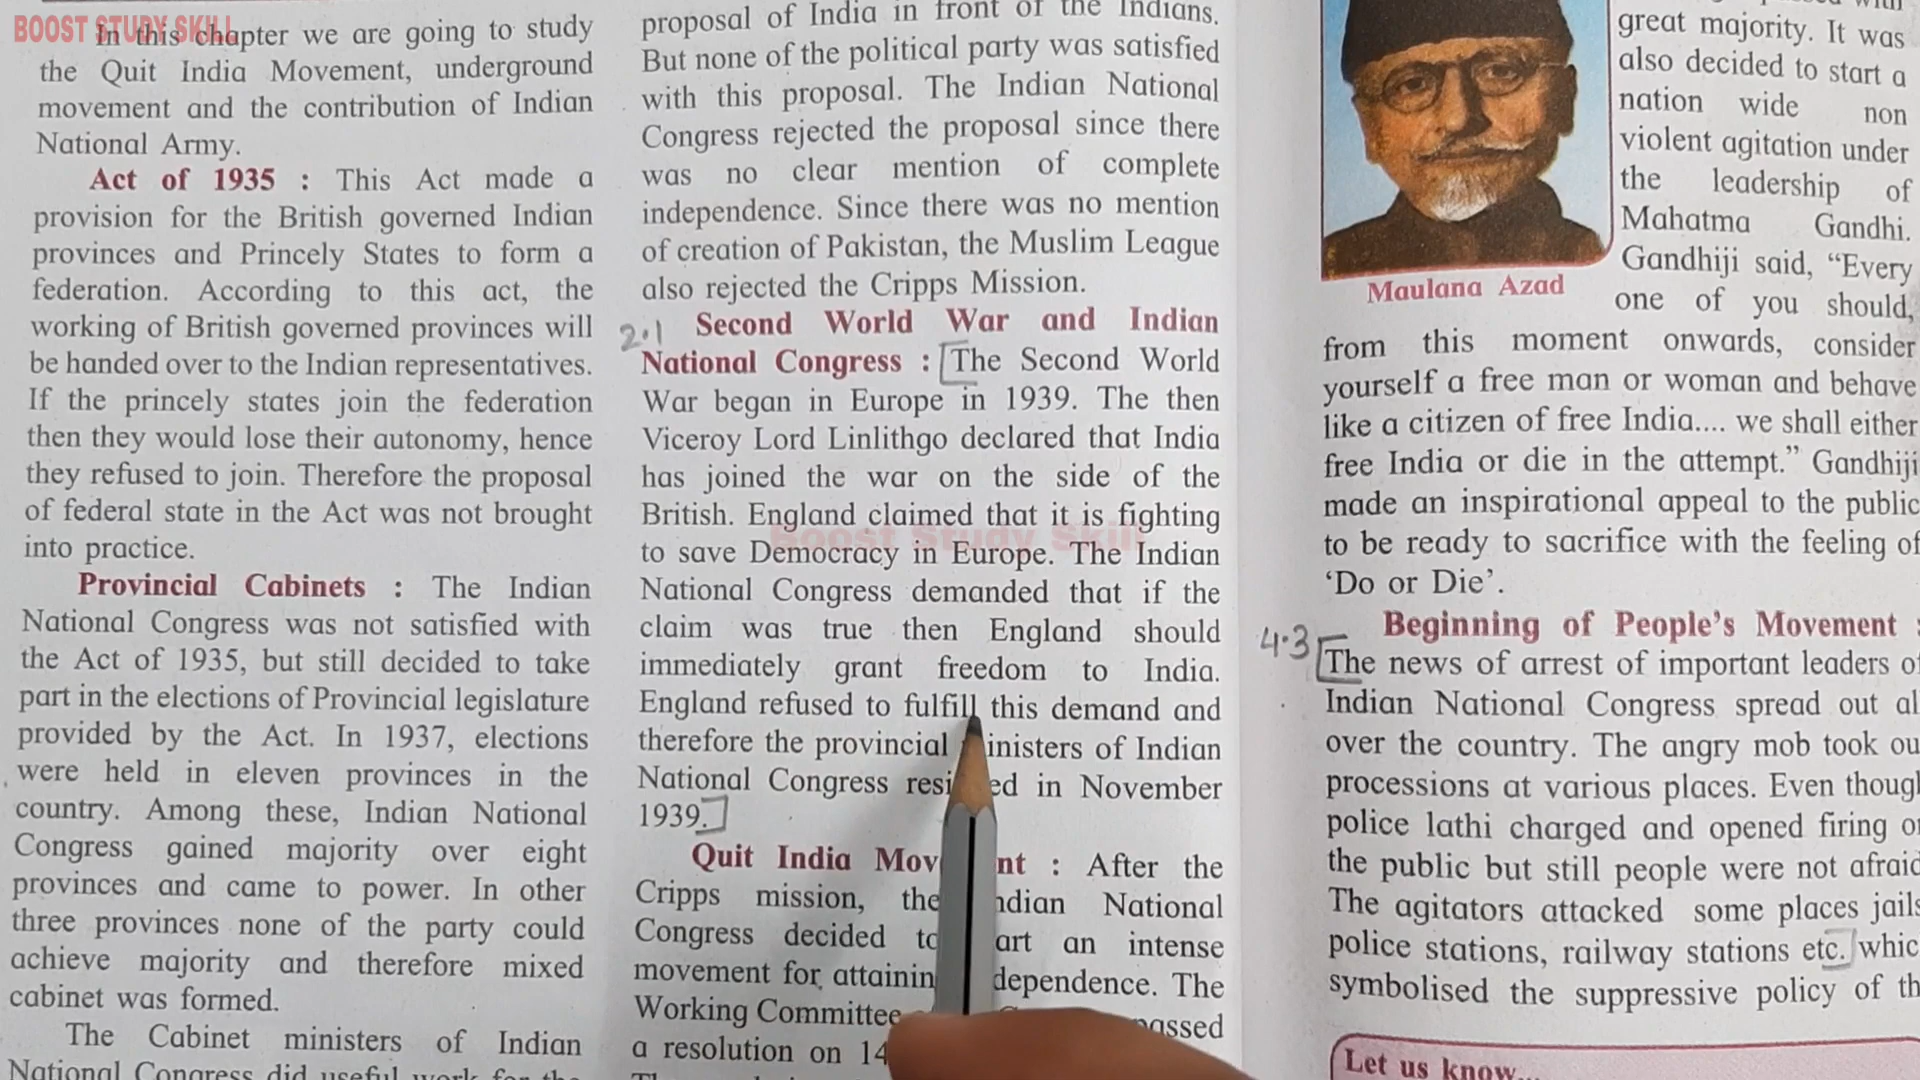 BOOST STUDY SKILL
In this chapter we are going to study
the Quit India Movement, underground
movement and the contribution of Indian
National Army.
Act of 1935 : This Act made a
provision for the British governed Indian
provinces and Princely States to form a
federation. According to this act, the
working of British governed provinces will
be handed over to the Indian representatives.
If the princely states join the federation
then they would lose their autonomy, hence
they refused to join. Therefore the proposal
of federal state in the Act was not brought
into practice.
Provincial Cabinets : The Indian
National Congress was not satisfied with
the Act of 1935, but still decided to take
part in the elections of Provincial legislature
provided by the Act. In 1937, elections
were held in eleven provinces in the
country. Among these, Indian National
Congress gained majority over eight
provinces and came to power. In other
three provinces none of the party could
achieve majority and therefore mixed
cabinet was formed.
The Cabinet ministers of Indian
National Congress did useful work for the
proposal of India in front of the Indians.
But none of the political party was satisfied
with this proposal. The Indian National
Congress rejected the proposal since there
was no clear mention of complete
independence. Since there was no mention
of creation of Pakistan, the Muslim League
also rejected the Cripps Mission.
2.1 Second World War and Indian
National Congress : [The Second World
War began in Europe in 1939. The then
Viceroy Lord Linlithgo declared that India
has joined the war on the side of the
British. England claimed that it is fighting
Boost Study Skill
to save Democracy in Europe. The Indian
National Congress demanded that if the
claim was true then England should
immediately grant freedom to India.
England refused to fulfill this demand and
therefore the provincial inisters of Indian
National Congress resi ed in November
1939.]
Quit India Mov nt : After the
Cripps mission, the ndian National
Congress decided art an intense
movement for attainin dependence. The
Working Committee passed
a resolution on 14
Maulana Azad
great majority. It was
also decided to start a
nation wide non
violent agitation under
the leadership of
Mahatma Gandhi.
Gandhiji said, “Every
one of you should,
from this moment onwards, consider
yourself a free man or woman and behave
like a citizen of free India.... we shall either
free India or die in the attempt.” Gandhiji
made an inspirational appeal to the public
to be ready to sacrifice with the feeling of
‘Do or Die’.
Beginning of People’s Movement :
4.3 [The news of arrest of important leaders of
Indian National Congress spread out al
over the country. The angry mob took ou
processions at various places. Even though
police lathi charged and opened firing on
the public but still people were not afraid
The agitators attacked some places jails
police stations, railway stations etc.] whic
symbolised the suppressive policy of th
Let us know...